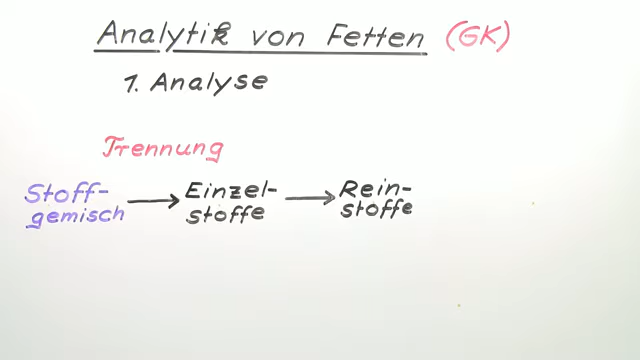 Analytik von Fetten (GK)
1. Analyse
Trennung
Stoff- Einzel- Rein-
gemisch stoffe stoffe